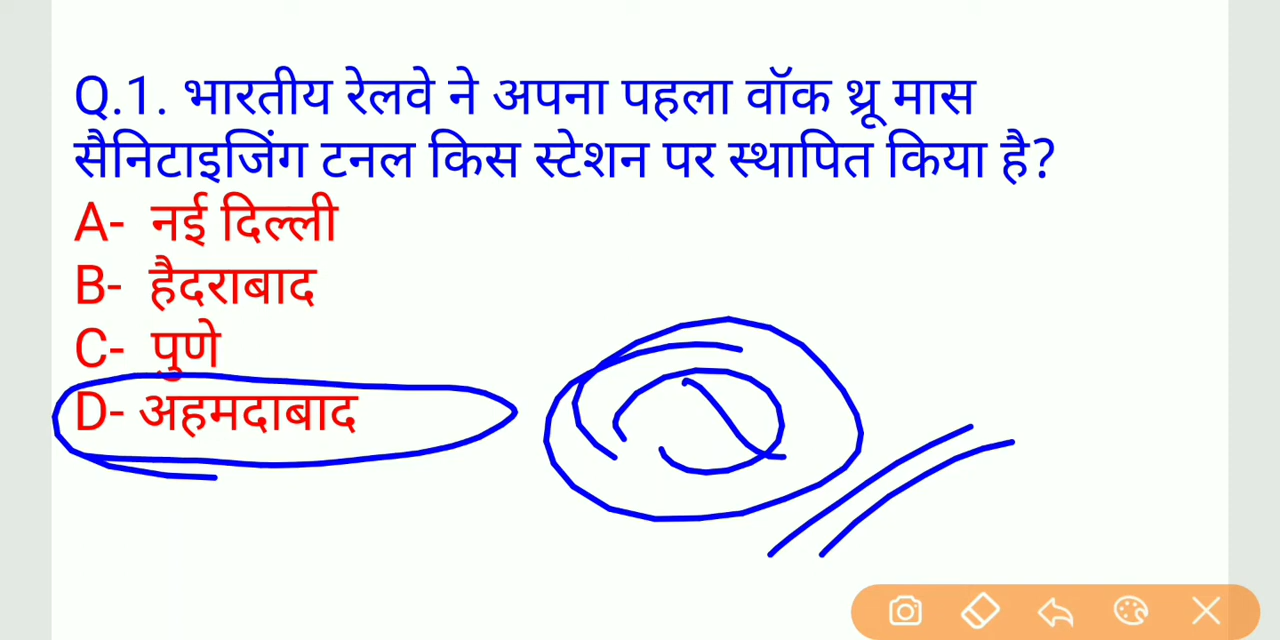 Q.1. भारतीय रेलवे ने अपना पहला वॉक थ्रू मास
सैनिटाइजिंग टनल किस स्टेशन पर स्थापित किया है?
A- नई दिल्ली
B- हैदराबाद
C- पुणे
D- अहमदाबाद